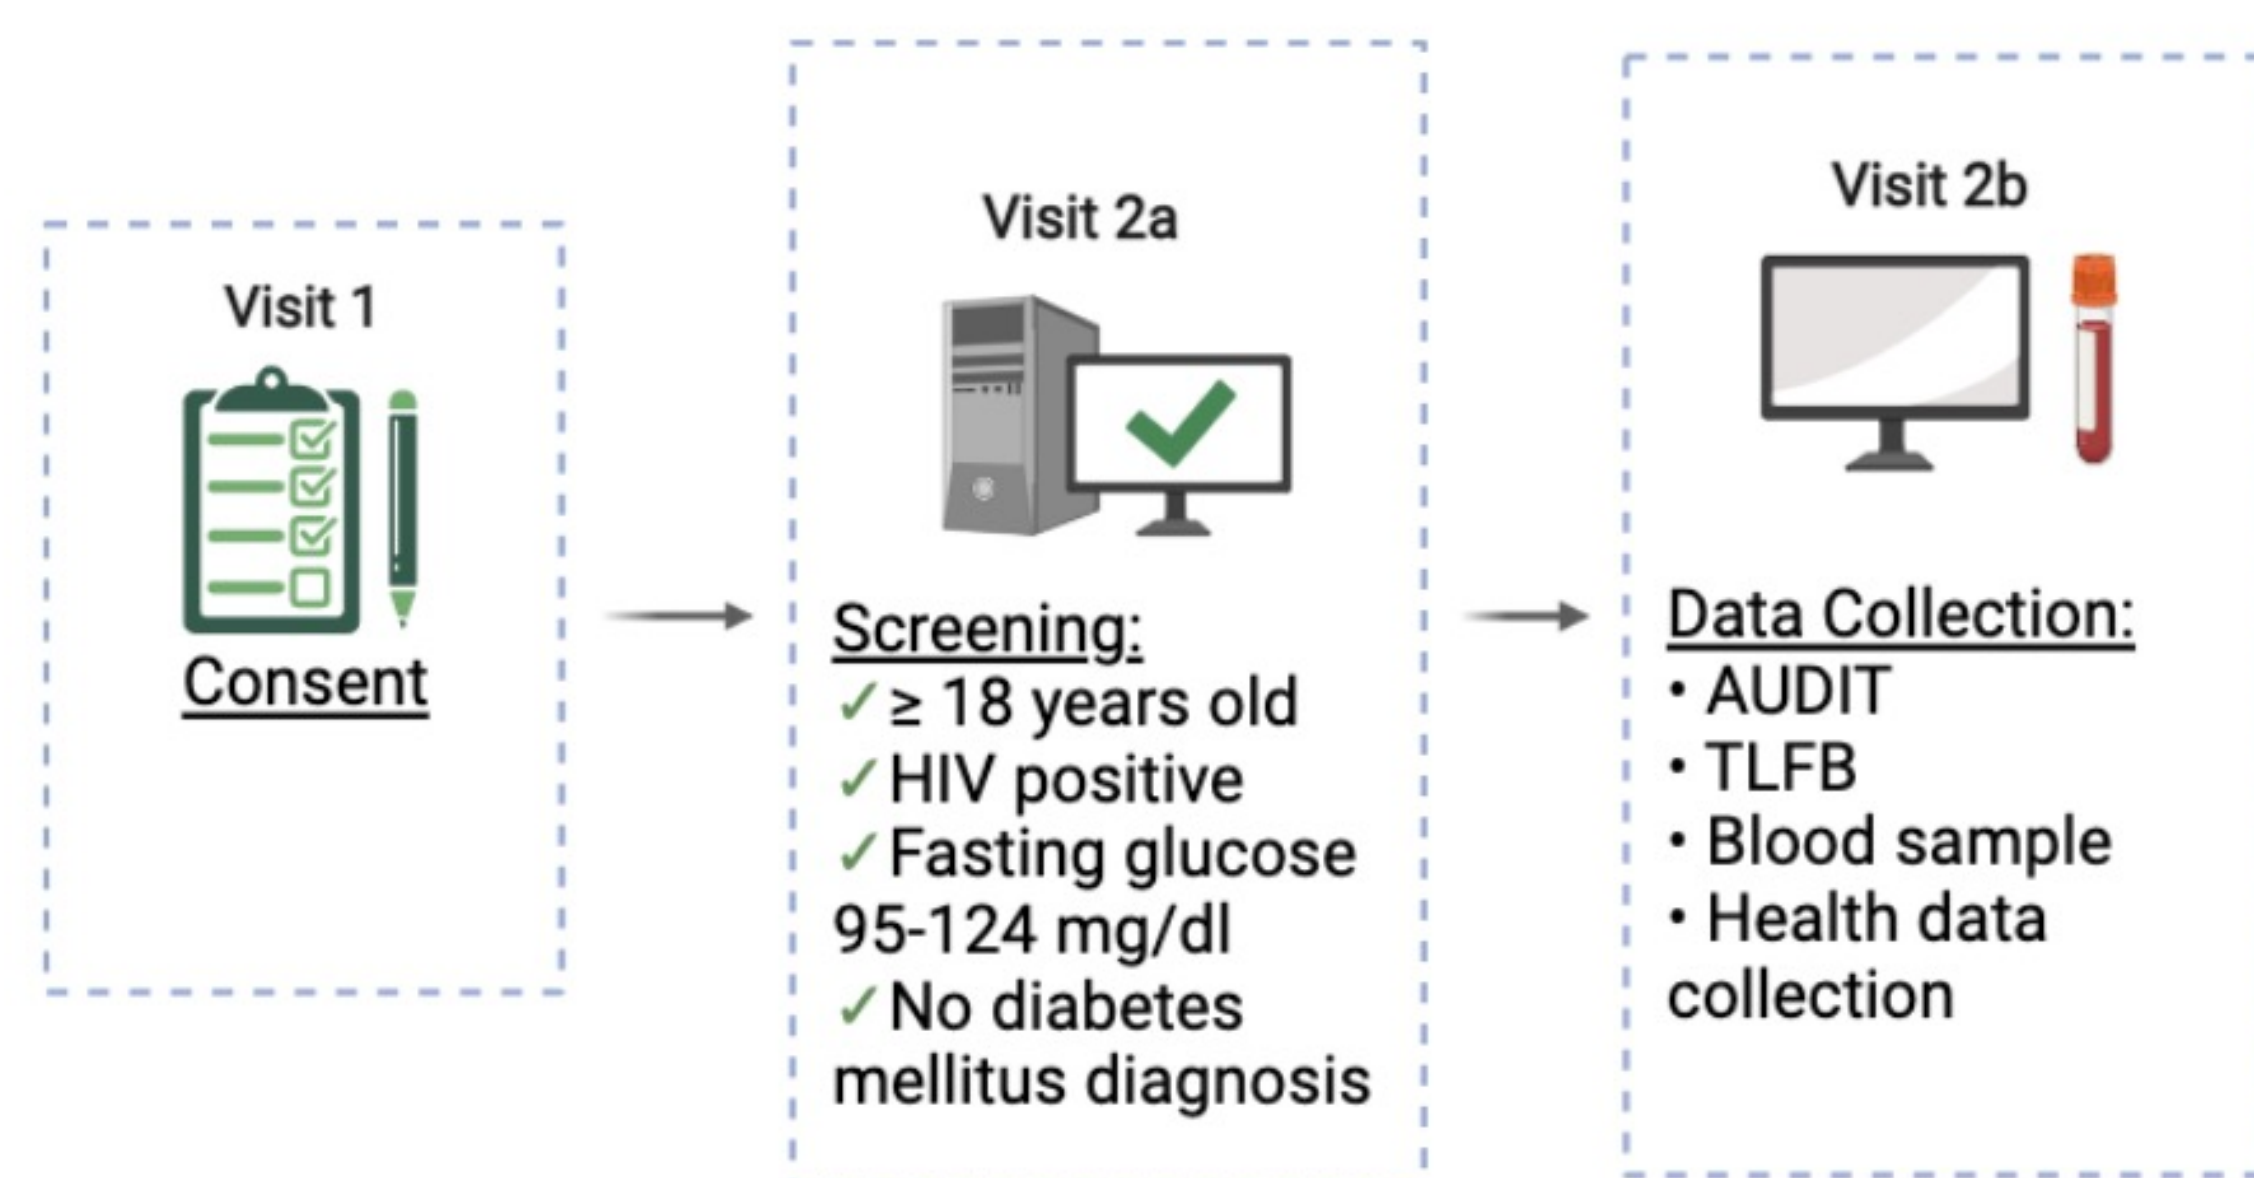 Visit 1
Consent
Visit 2a
Screening:
✓≥ 18 years old
✓HIV positive
✓Fasting glucose
95-124 mg/dl
✓No diabetes
mellitus diagnosis
Visit 2b
Data Collection:
• AUDIT
• TLFB
• Blood sample
• Health data
collection